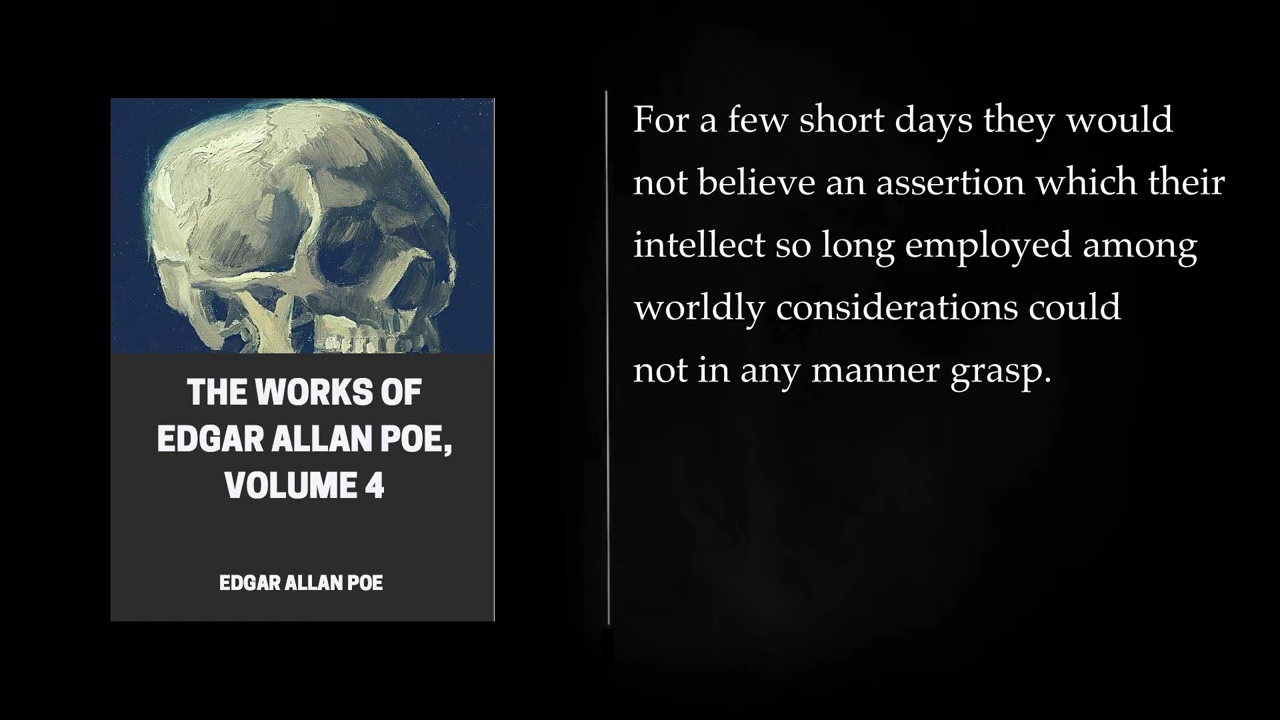 THE WORKS OF
EDGAR ALLAN POE,
VOLUME 4
EDGAR ALLAN POE
For a few short days they would
not believe an assertion which their
intellect so long employed among
worldly considerations could
not in any manner grasp.